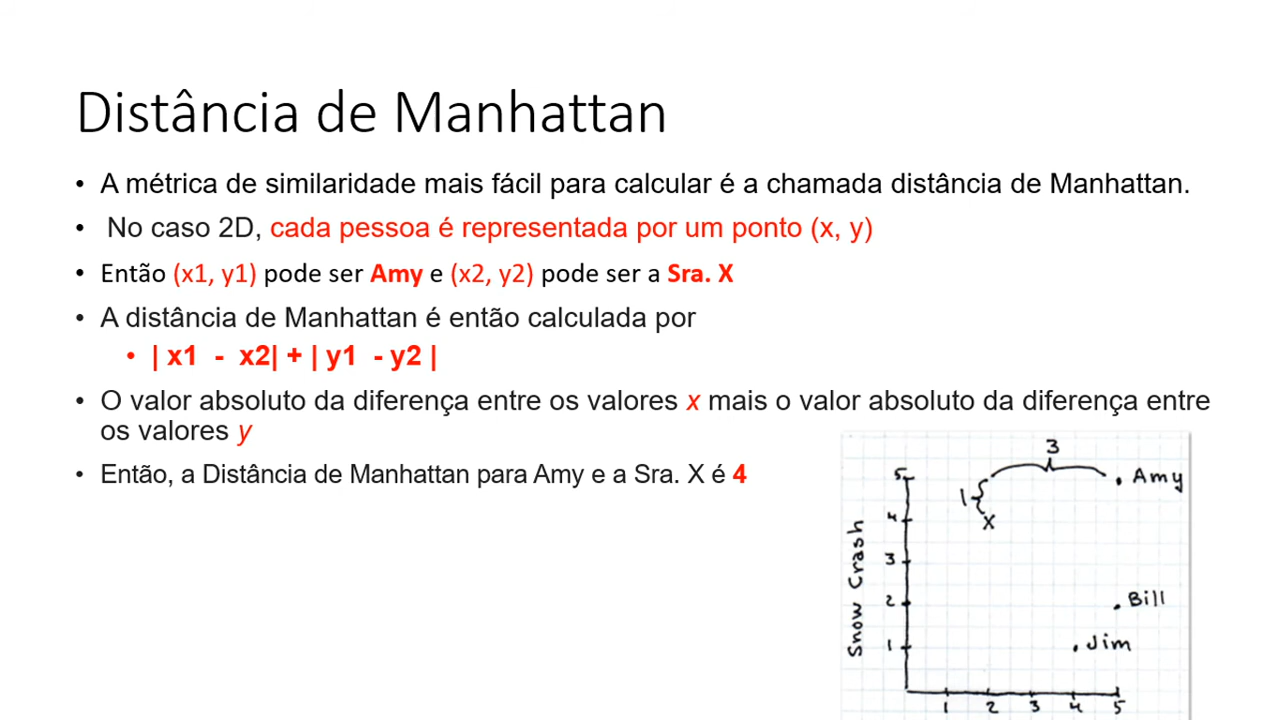 Distância de Manhattan
• A métrica de similaridade mais fácil para calcular é a chamada distância de Manhattan.
• No caso 2D, cada pessoa é representada por um ponto (x, y)
• Então (x1, y1) pode ser Amy e (x2, y2) pode ser a Sra. X
• A distância de Manhattan é então calculada por
• | x1 - x2| + | y1 - y2 |
• O valor absoluto da diferença entre os valores x mais o valor absoluto da diferença entre
os valores y
• Então, a Distância de Manhattan para Amy e a Sra. X é 4
3
5
Amy
1
4
X
Snow Crash
3
2
Bill
1
Jim
1 2 3 4 5